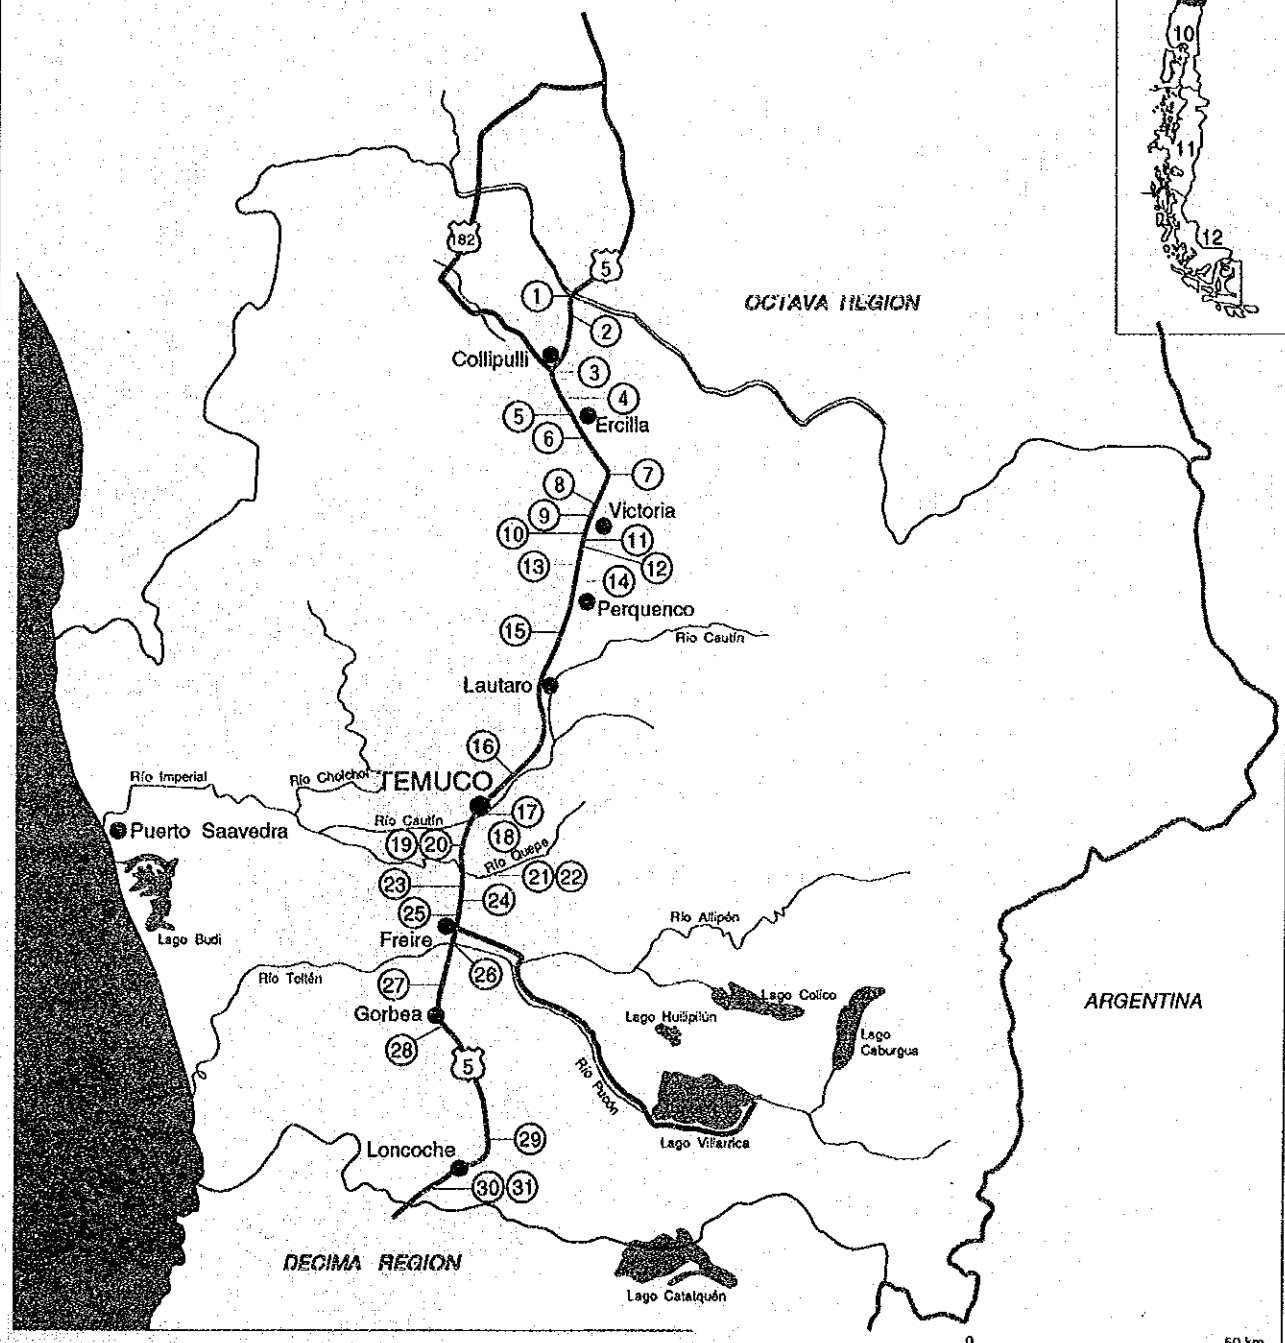 10
11
12
182
5
1
OCTAVA REGION
2
Collipulli
3
4
5
Ercilla
6
7
8
Victoria
9
10
11
12
13
14
Perquenco
15
Río Cautín
Lautaro
16
Río Imperial
Río Cholchol
TEMUCO
17
Puerto Saavedra
Río Cautín
18
19 20
Río Quepe
21 22
23
24
25
Río Allipén
Freire
Lago Budi
26
Río Toltén
27
Lago Colico
ARGENTINA
Gorbea
Lago Huilipilún
28
Lago
Caburgua
5
Río Pucón
29
Lago Villarrica
Loncoche
30 31
DECIMA REGION
Lago Catalquén
0
50 km